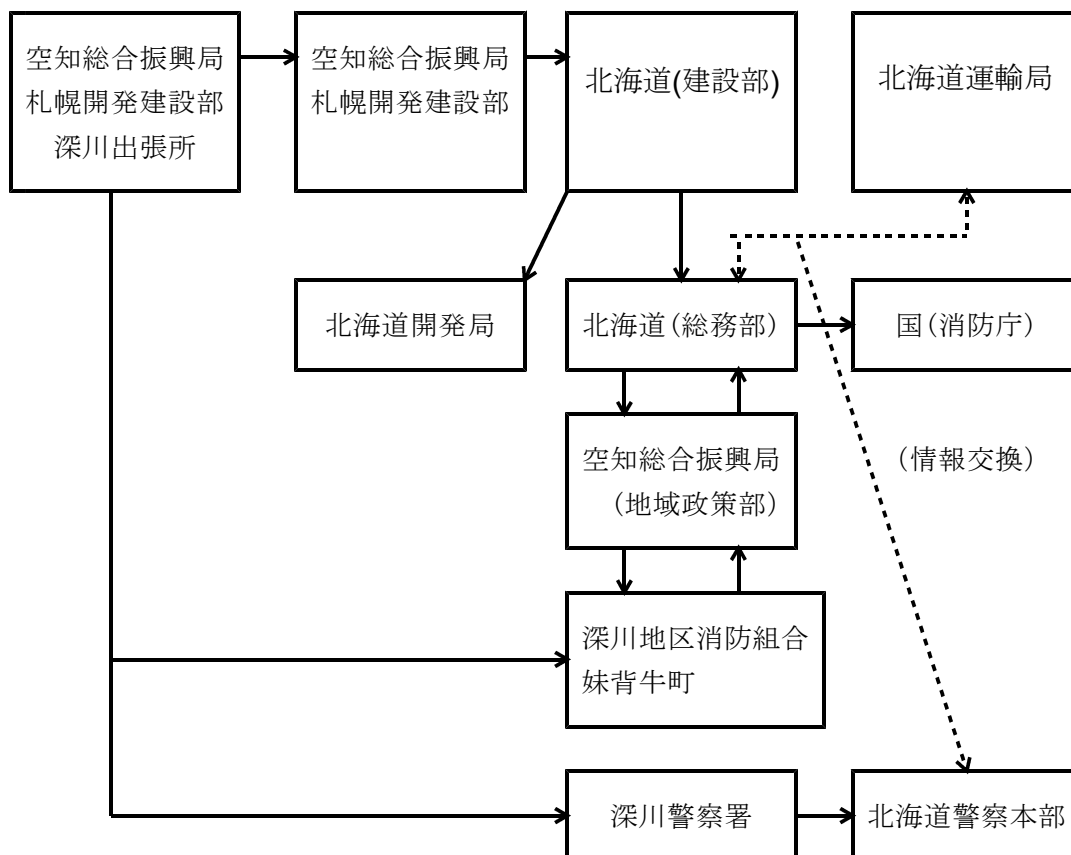 空知総合振興局
札幌開発建設部
深川出張所
空知総合振興局
札幌開発建設部
北海道(建設部)
北海道運輸局
北海道開発局
北海道(総務部)
国(消防庁)
空知総合振興局
(地域政策部)
(情報交換)
深川地区消防組合
妹背牛町
深川警察署
北海道警察本部